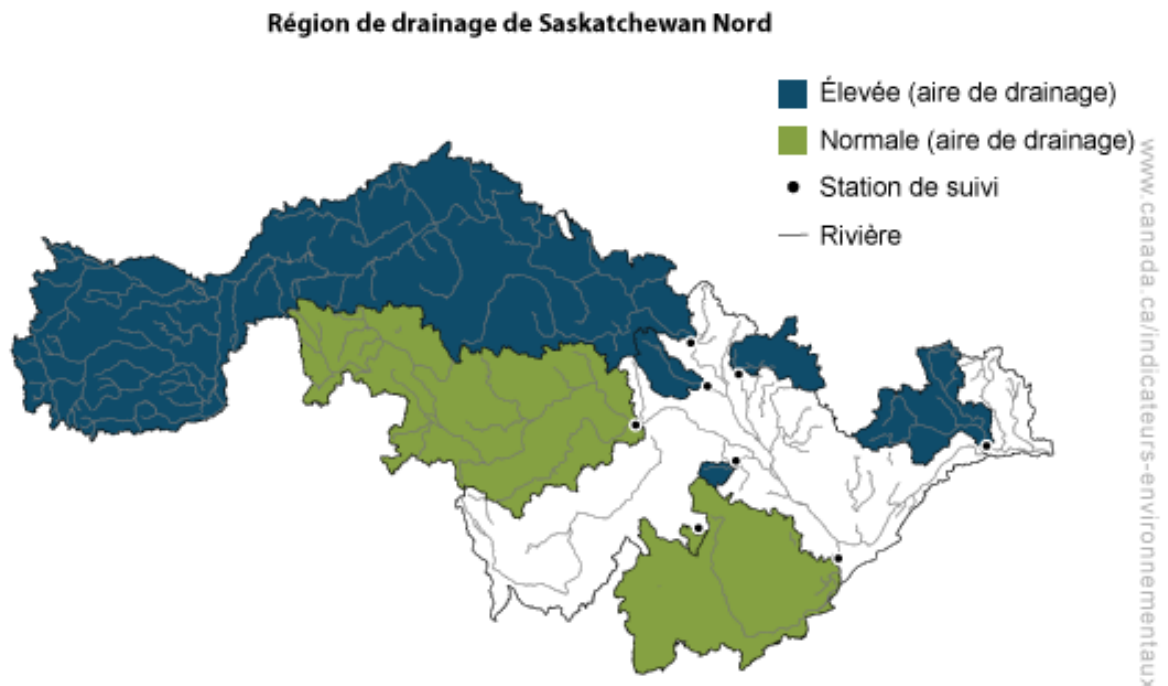 Région de drainage de Saskatchewan Nord
Élevée (aire de drainage)
Normale (aire de drainage)
Station de suivi
Rivière
www.canada.ca/indicateurs-environnementaux